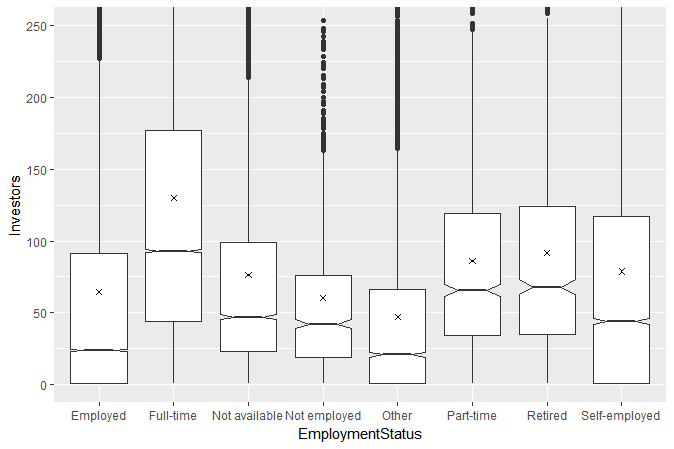 250
200
150
100
50
0
Investors
Employed Full-time Not available Not employed Other Part-time Retired Self-employed
EmploymentStatus